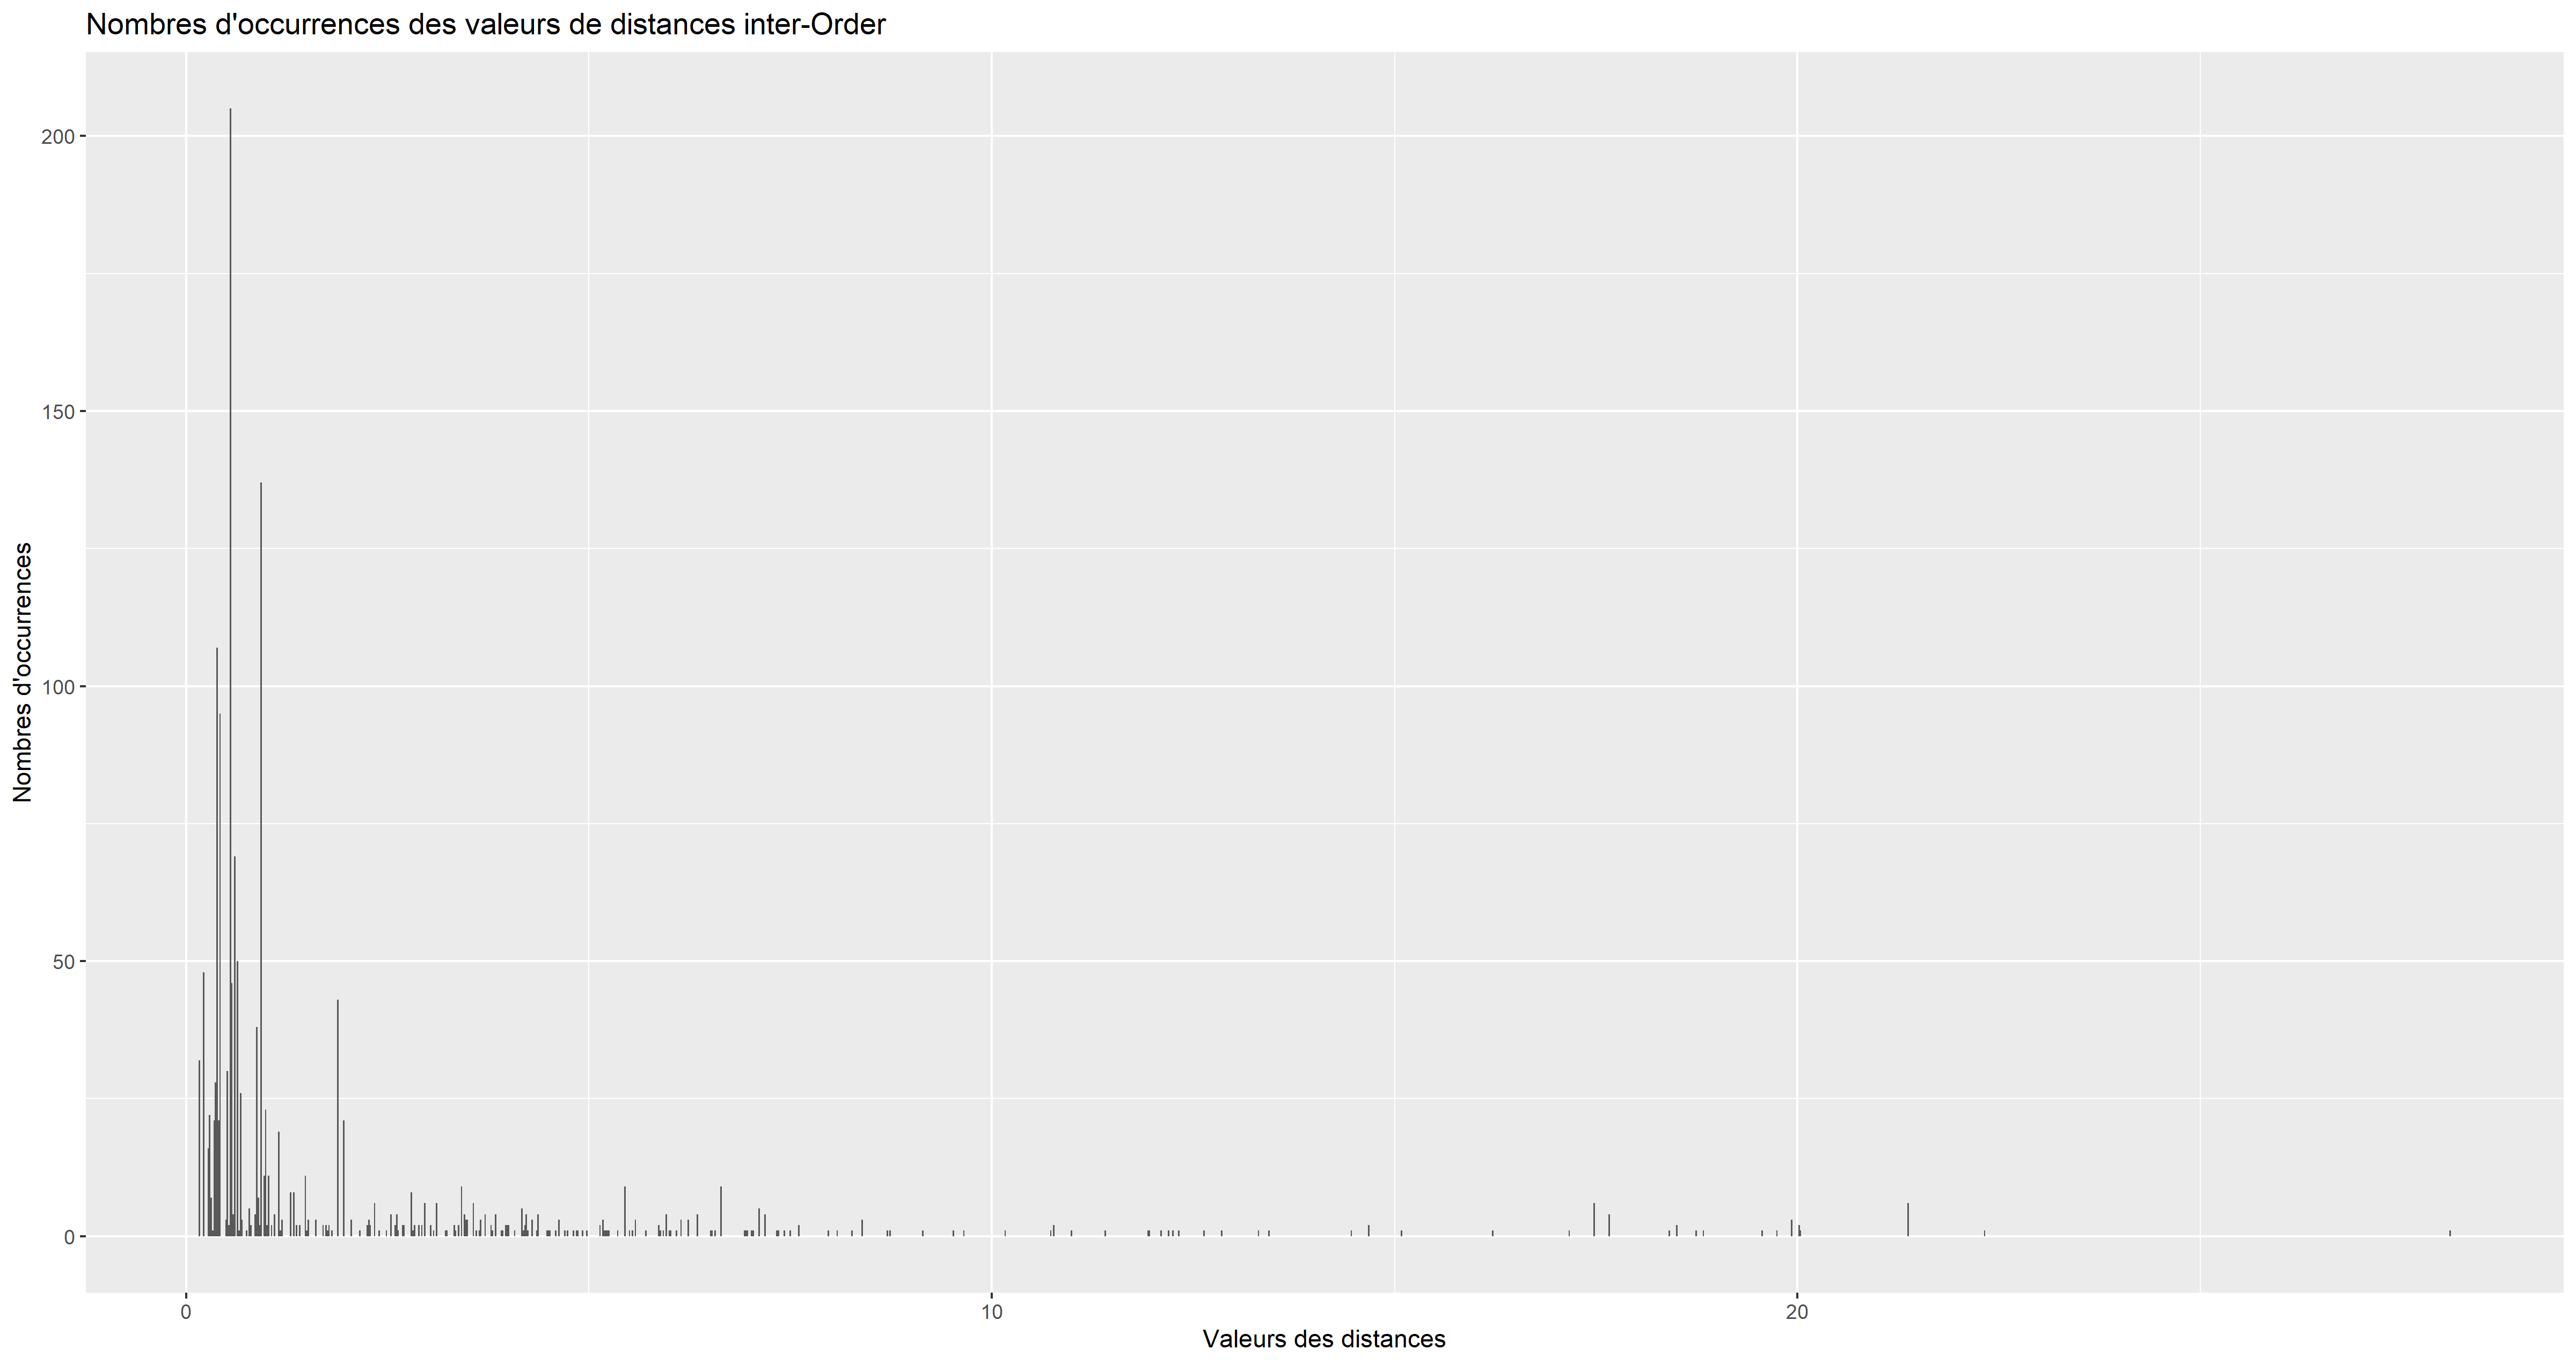 Nombres d'occurrences des valeurs de distances inter-Order
Nombres d'occurrences
200
150
100
50
0
0
10
20
Valeurs des distances